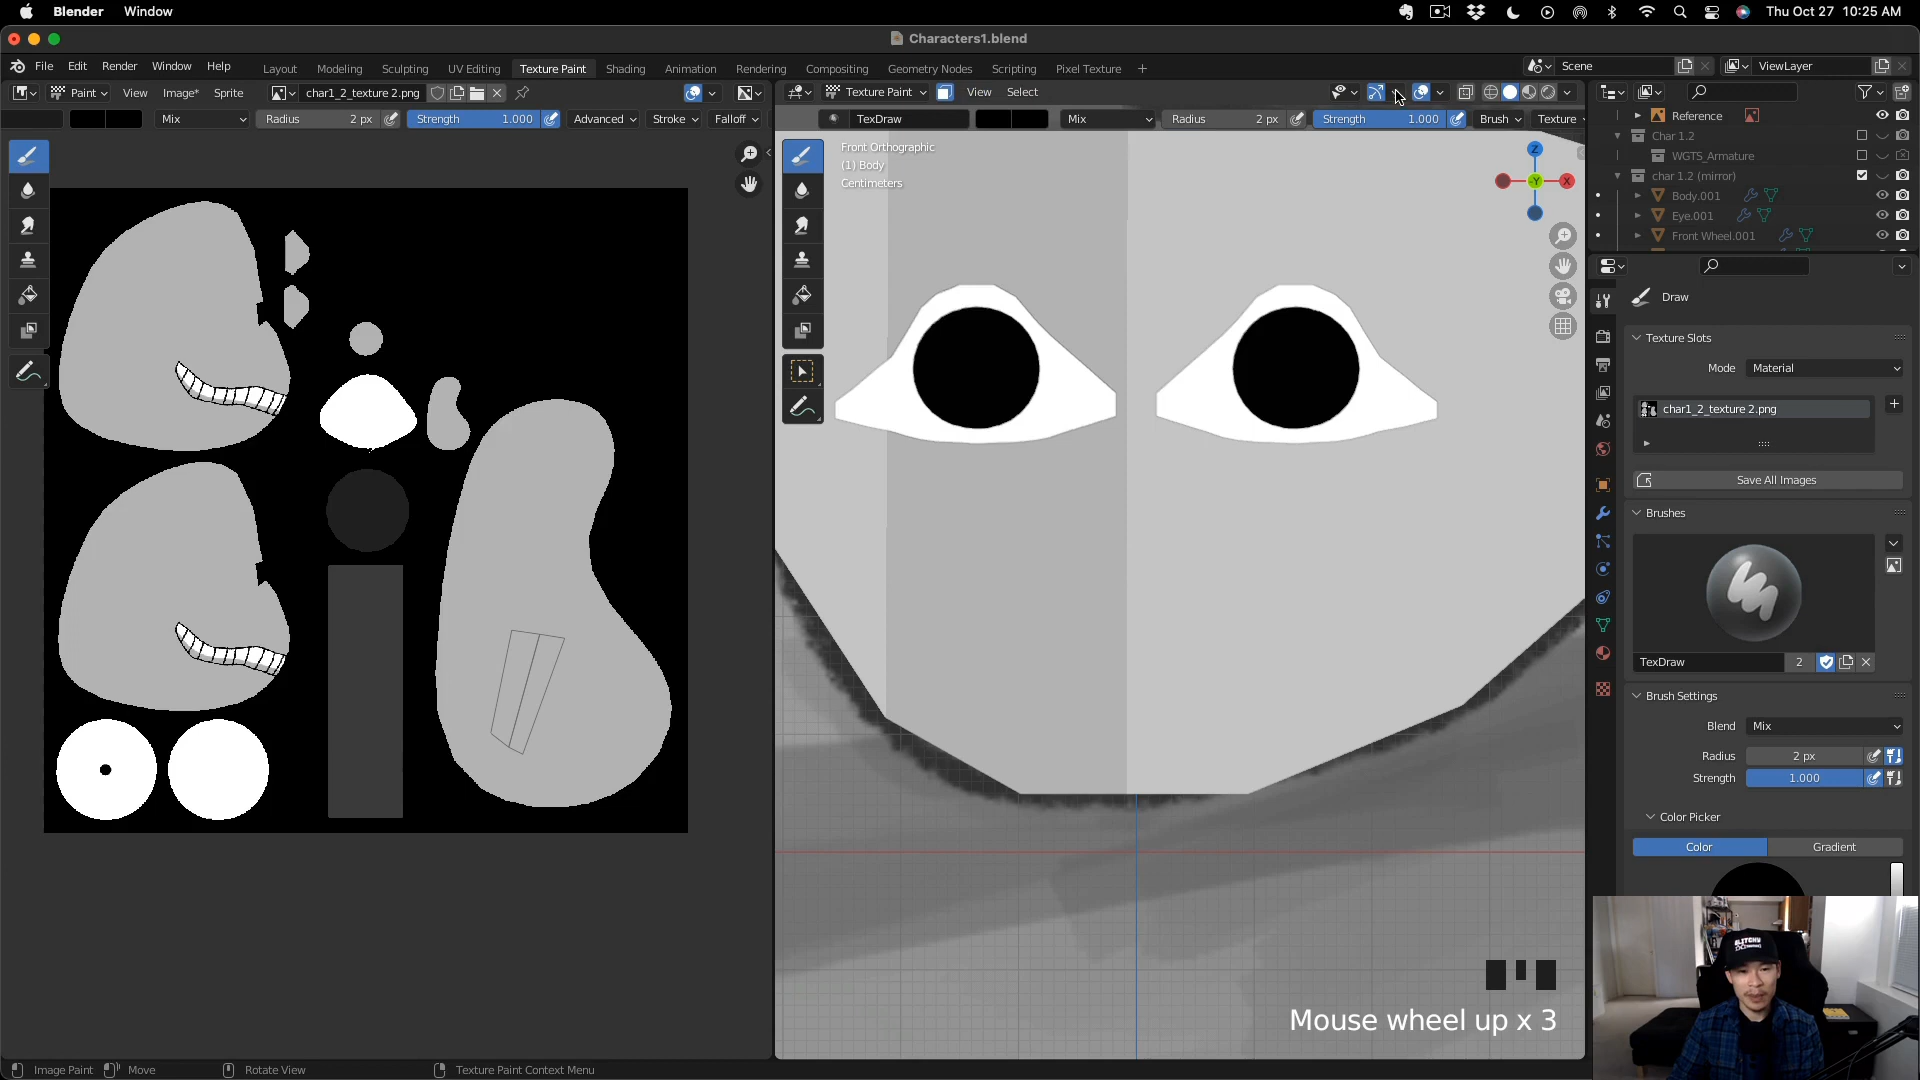 Blender Window Thu Oct 27 10:25 AM
Characters1.blend
File Edit Render Window Help Layout Modeling Sculpting UV Editing Texture Paint Shading Animation Rendering Compositing Geometry Nodes Scripting Pixel Texture + Scene ViewLayer
Paint View Image* Sprite char1_2_texture 2.png Texture Paint View Select
Mix Radius 2 px Strength 1.000 Advanced Stroke Falloff TexDraw Mix Radius 2 px Strength 1.000 Brush Texture
Reference
Char 1.2
WGTS_Armature
char 1.2 (mirror)
Body.001
Eye.001
Front Wheel.001
Front Orthographic
(1) Body
Centimeters
Z
-Y
X
Draw
Texture Slots
Mode Material
char1_2_texture 2.png
Save All Images
Brushes
TexDraw 2
Brush Settings
Blend Mix
Radius 2 px
Strength 1.000
Color Picker
Color Gradient
GLITCHY
Mouse wheel up x 3
Image Paint Move Rotate View Texture Paint Context Menu